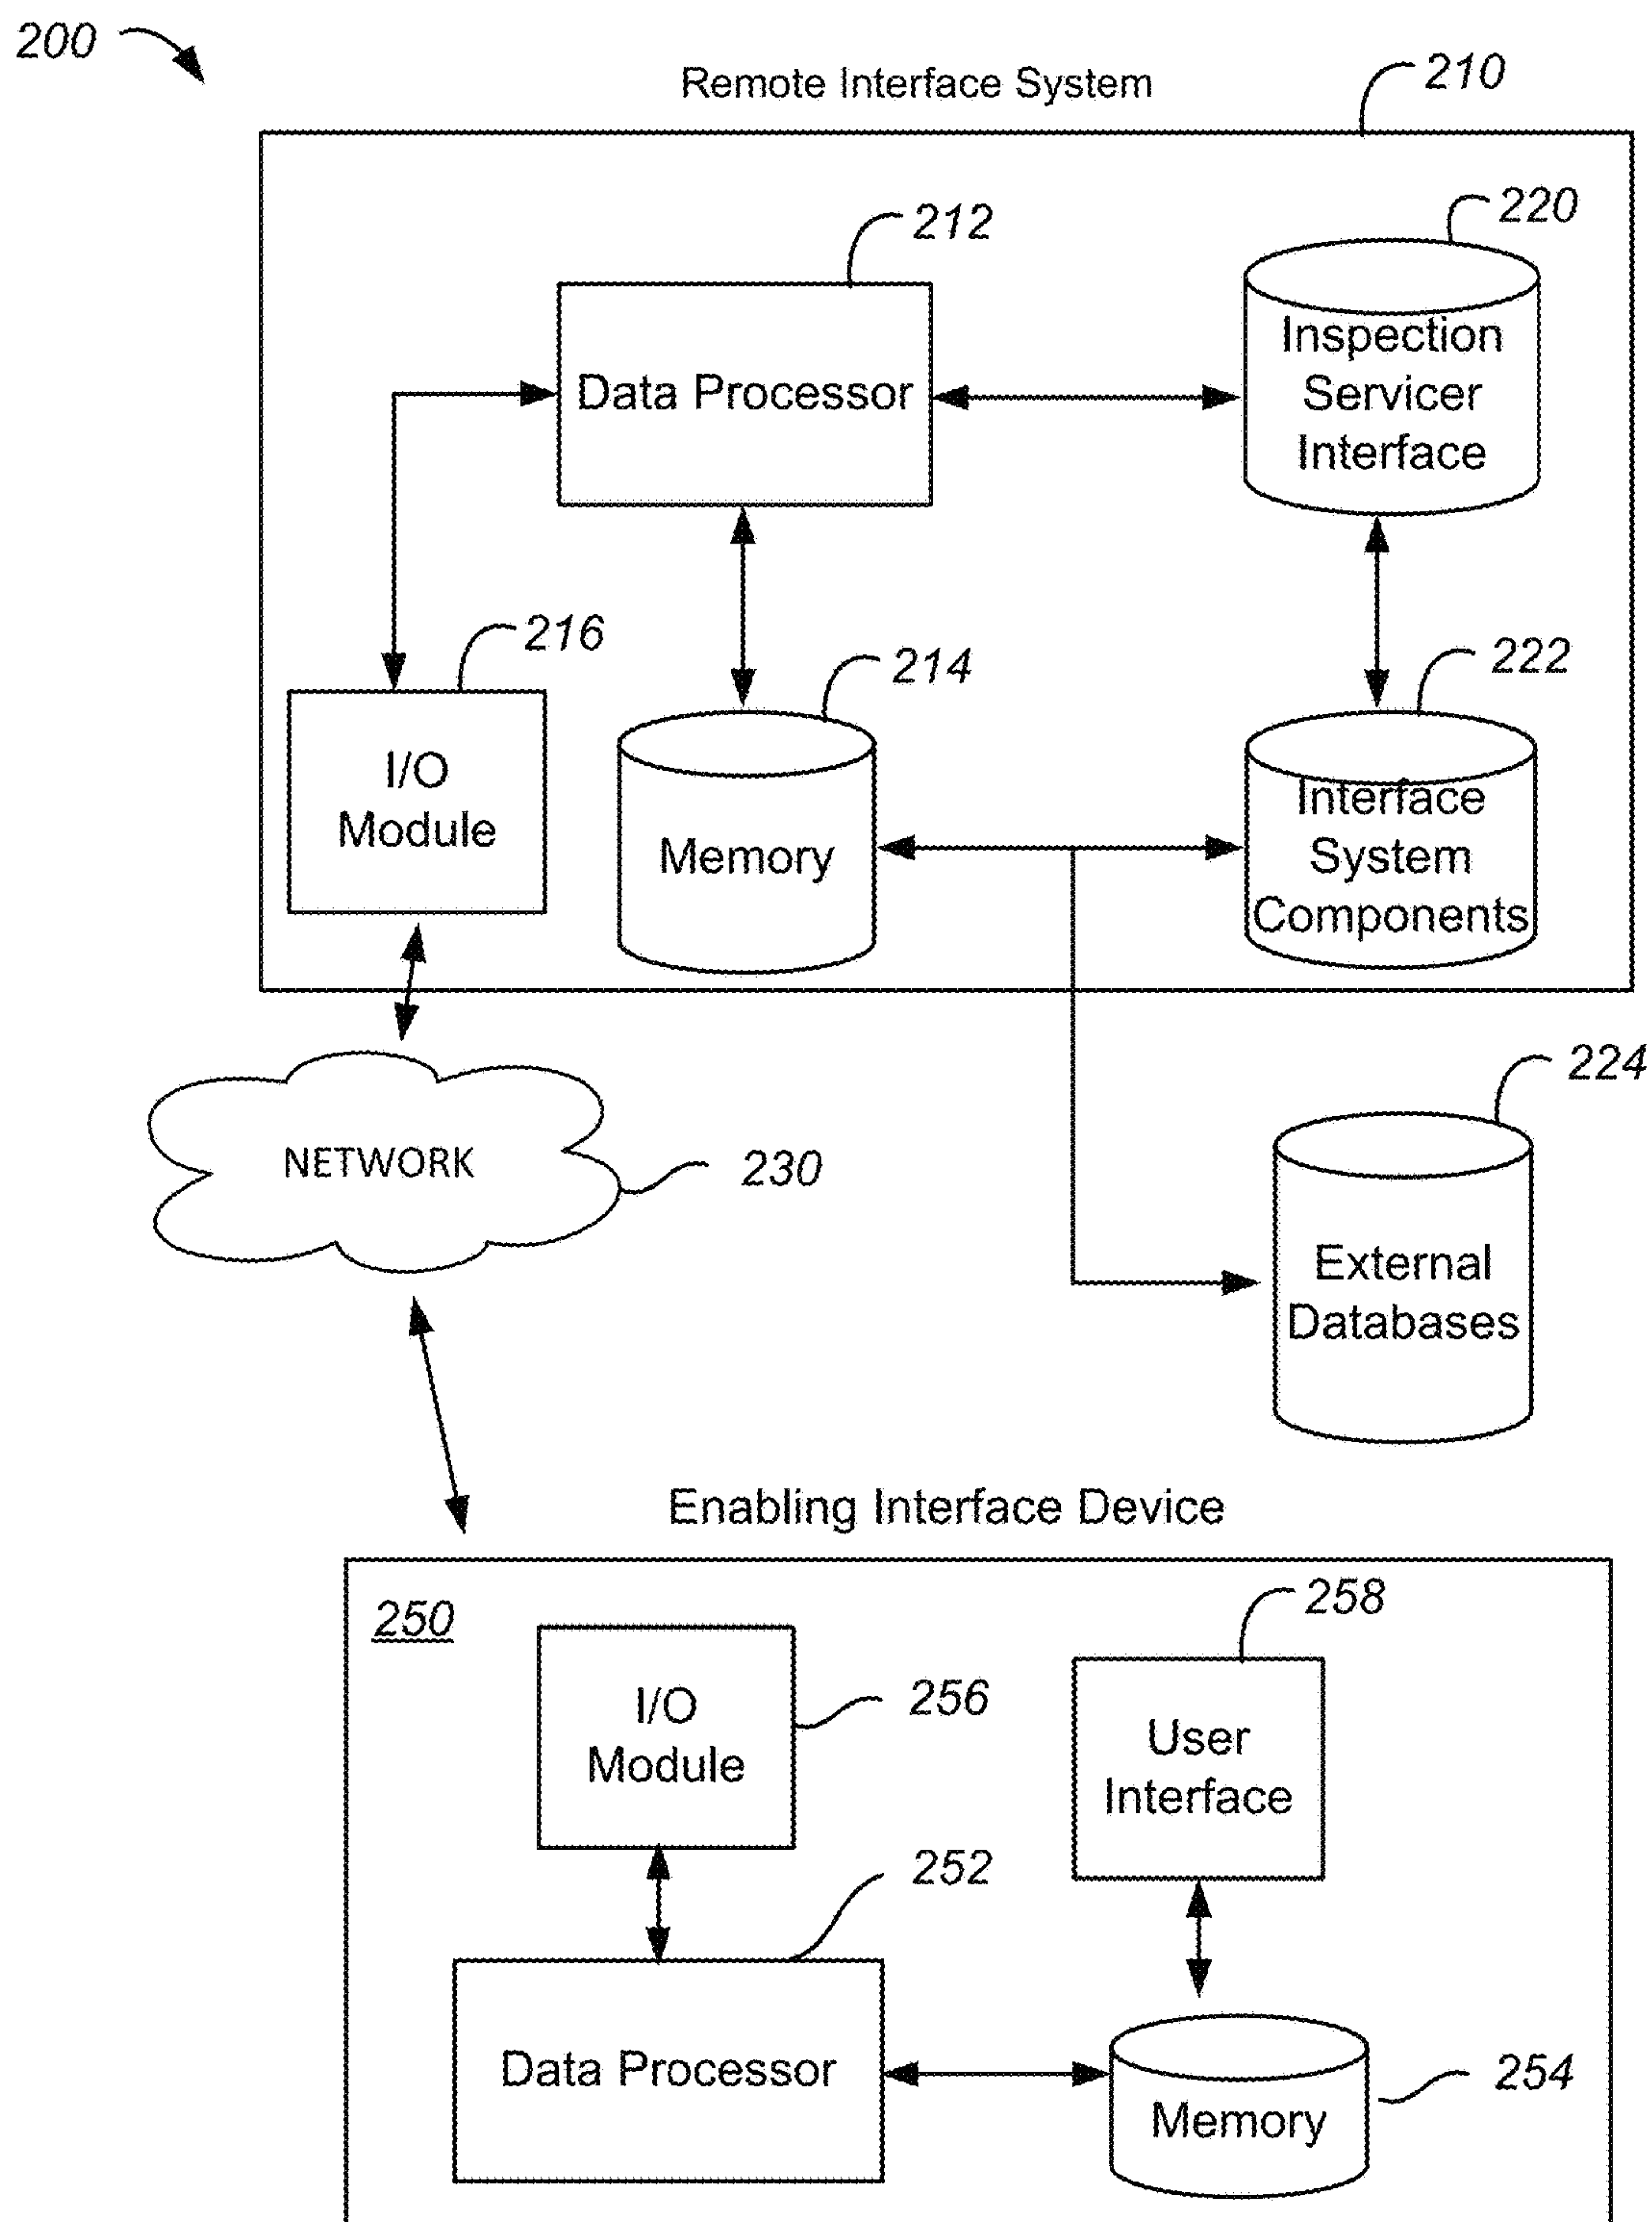 200
Remote Interface System
210
212
220
Data Processor
Inspection
Servicer
Interface
216
214
222
I/O
Module
Memory
Interface
System
Components
224
NETWORK
230
External
Databases
Enabling Interface Device
250
258
I/O
Module
256
User
Interface
252
Data Processor
Memory
254